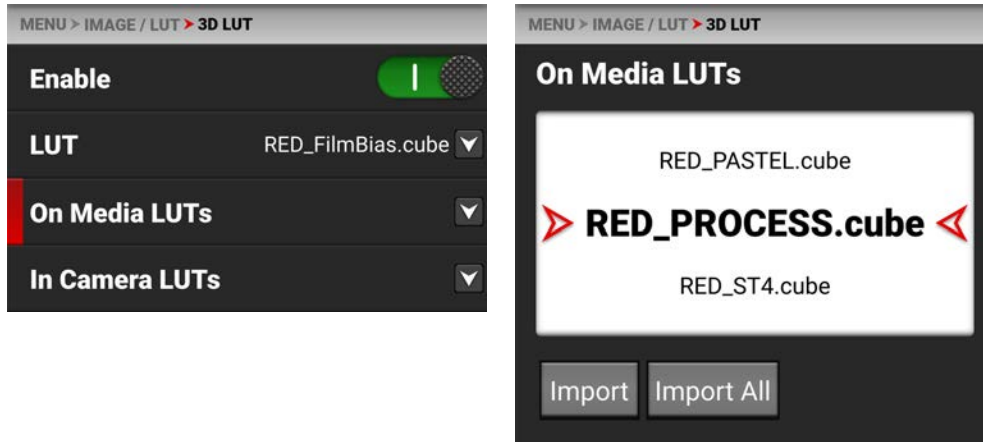 MENU > IMAGE / LUT > 3D LUT
Enable
LUT RED_FilmBias.cube
On Media LUTs
In Camera LUTs
MENU > IMAGE / LUT > 3D LUT
On Media LUTs
RED_PASTEL.cube
RED_PROCESS.cube
RED_ST4.cube
Import Import All